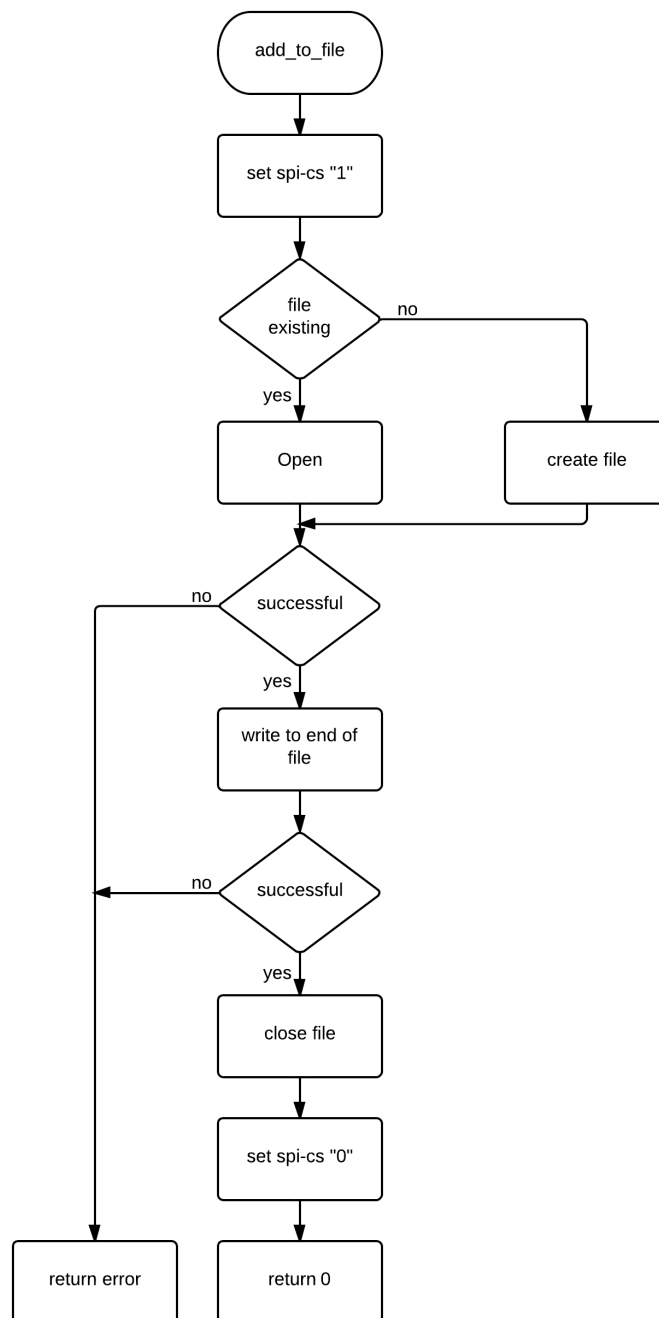 add_to_file
set spi-cs "1"
file
existing
no
yes
Open
create file
successful
no
yes
write to end of
file
successful
no
yes
close file
set spi-cs "0"
return error
return 0